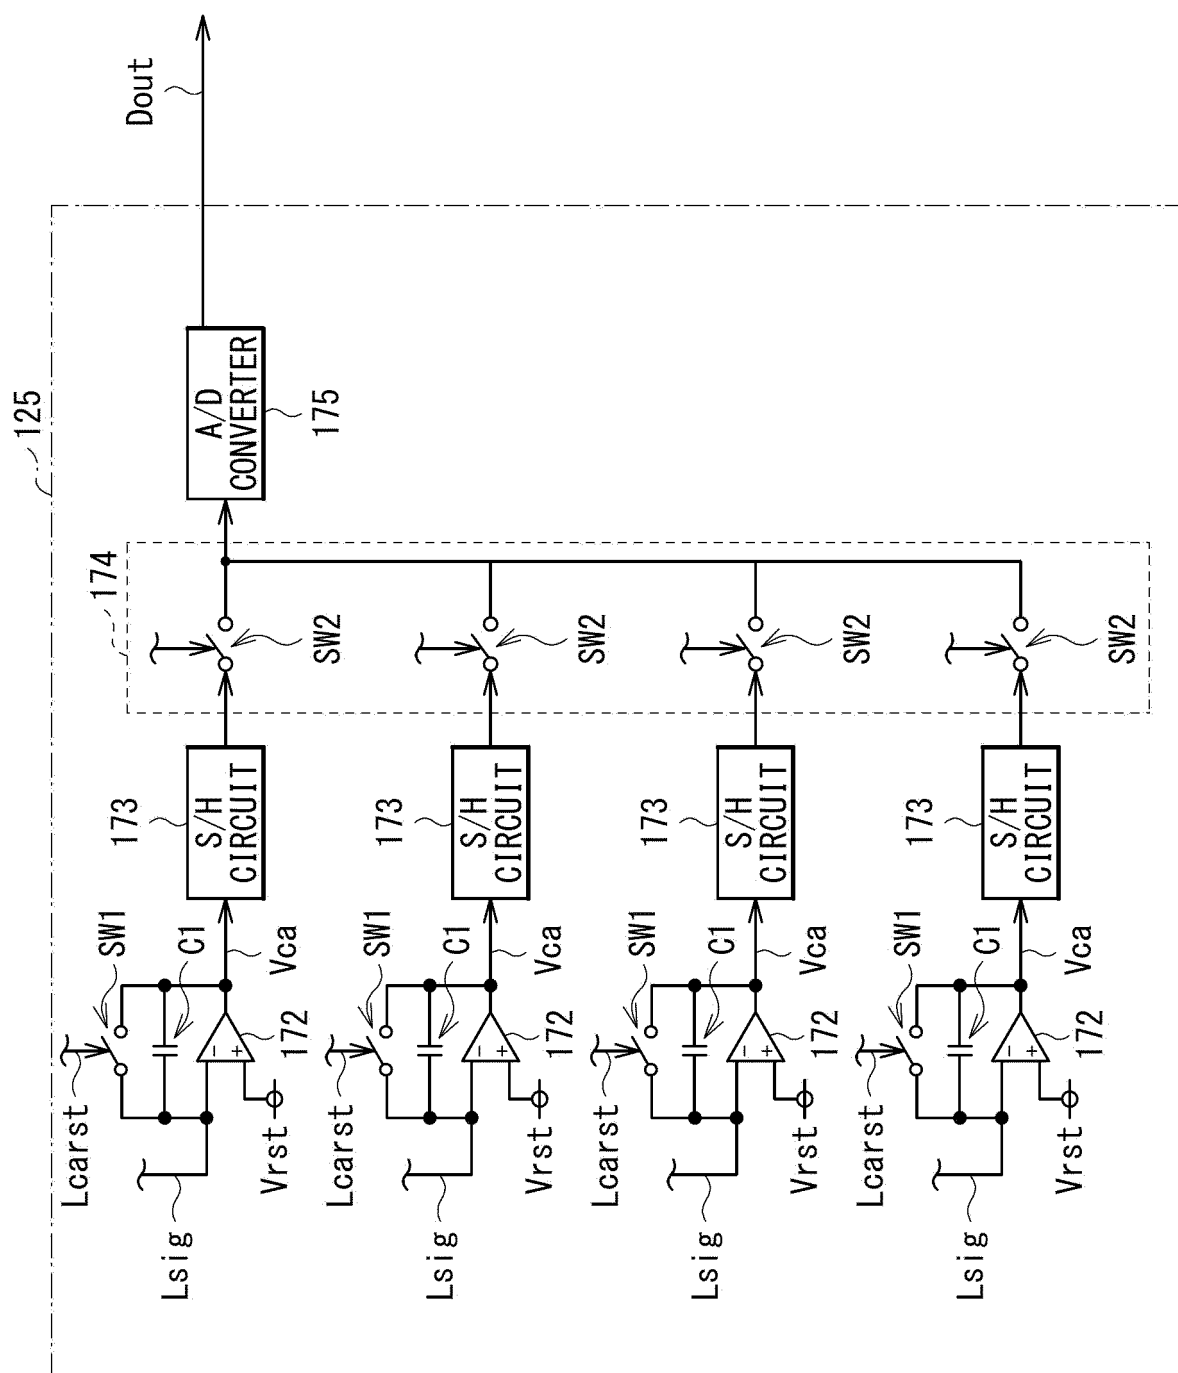 125
Dout
A/D
CONVERTER
175
174
SW2
SW2
SW2
SW2
173
S/H
CIRCUIT
173
S/H
CIRCUIT
173
S/H
CIRCUIT
173
S/H
CIRCUIT
Lcarst
SW1
C1
Vca
−
+
172
Vrst
Lsig
Lcarst
SW1
C1
Vca
−
+
172
Vrst
Lsig
Lcarst
SW1
C1
Vca
−
+
172
Vrst
Lsig
Lcarst
SW1
C1
Vca
−
+
172
Vrst
Lsig